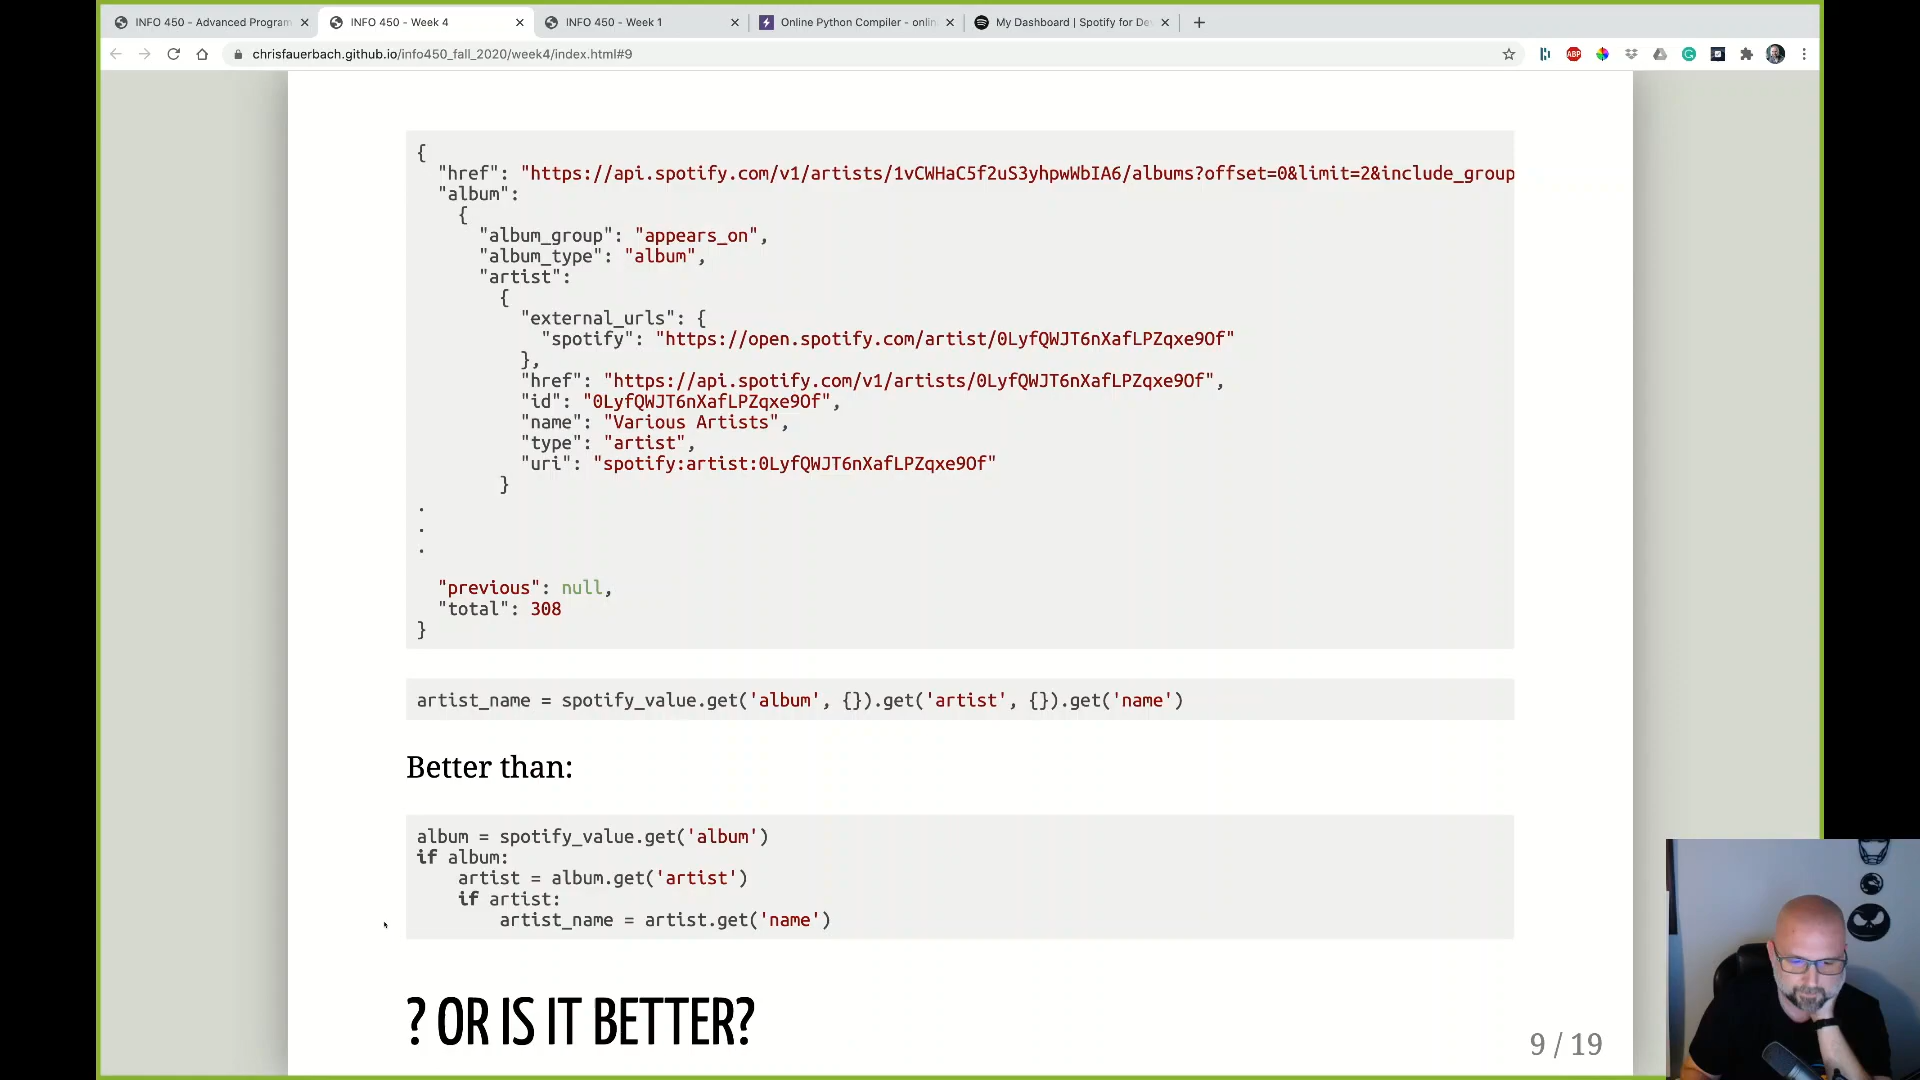 INFO 450 - Advanced Program
INFO 450 - Week 4
INFO 450 - Week 1
Online Python Compiler - onlin
My Dashboard | Spotify for De
chrisfauerbach.github.io/info450_fall_2020/week4/index.html#9
ABP
{
"href": "https://api.spotify.com/v1/artists/1vCWHaC5f2uS3yhpwWbIA6/albums?offset=0&limit=2&include_group
"album":
{
"album_group": "appears_on",
"album_type": "album",
"artist":
{
"external_urls": {
"spotify": "https://open.spotify.com/artist/0LyfQWJT6nXafLPZqxe9Of"
},
"href": "https://api.spotify.com/v1/artists/0LyfQWJT6nXafLPZqxe9Of",
"id": "0LyfQWJT6nXafLPZqxe9Of",
"name": "Various Artists",
"type": "artist",
"uri": "spotify:artist:0LyfQWJT6nXafLPZqxe9Of"
}
.
.
.
"previous": null,
"total": 308
}
artist_name = spotify_value.get('album', {}).get('artist', {}).get('name')
Better than:
album = spotify_value.get('album')
if album:
artist = album.get('artist')
if artist:
artist_name = artist.get('name')
? OR IS IT BETTER?
9 / 19